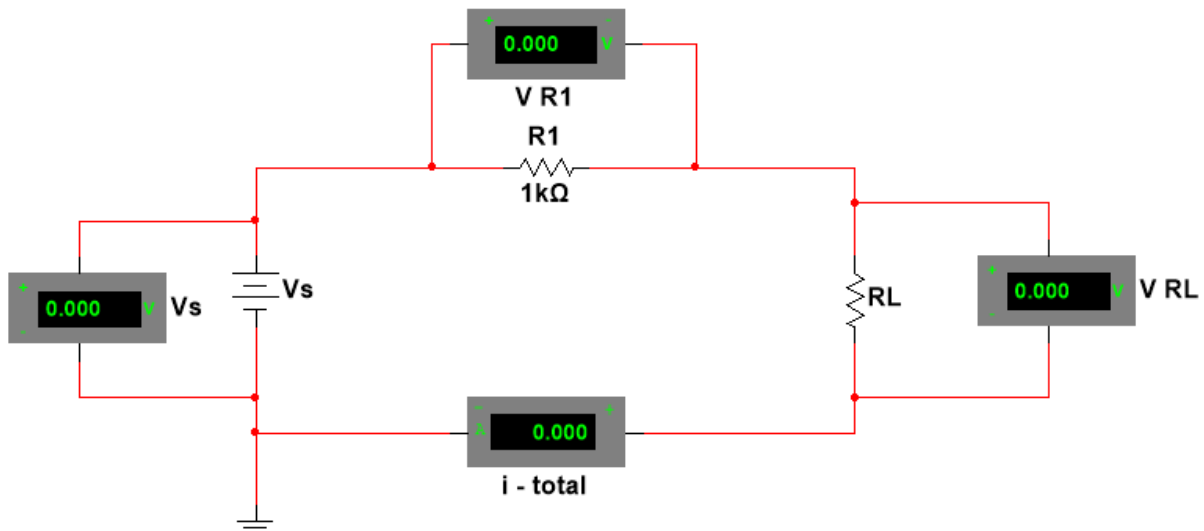 + -
0.000 V
V R1
R1
1kΩ
+
0.000 V
-
Vs
Vs
RL
+
0.000 V
-
V RL
- +
A 0.000
i - total